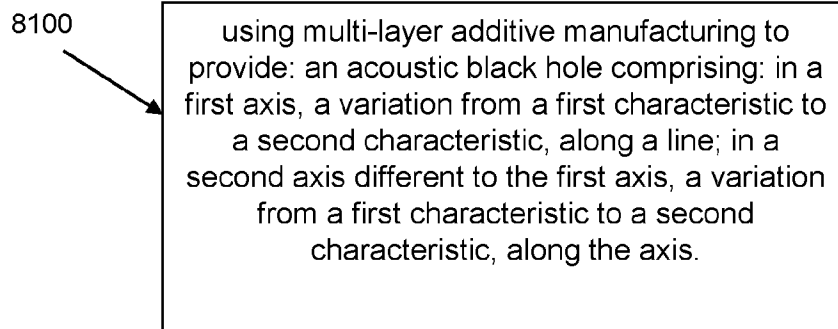 8100
using multi-layer additive manufacturing to
provide: an acoustic black hole comprising: in a
first axis, a variation from a first characteristic to
a second characteristic, along a line; in a
second axis different to the first axis, a variation
from a first characteristic to a second
characteristic, along the axis.